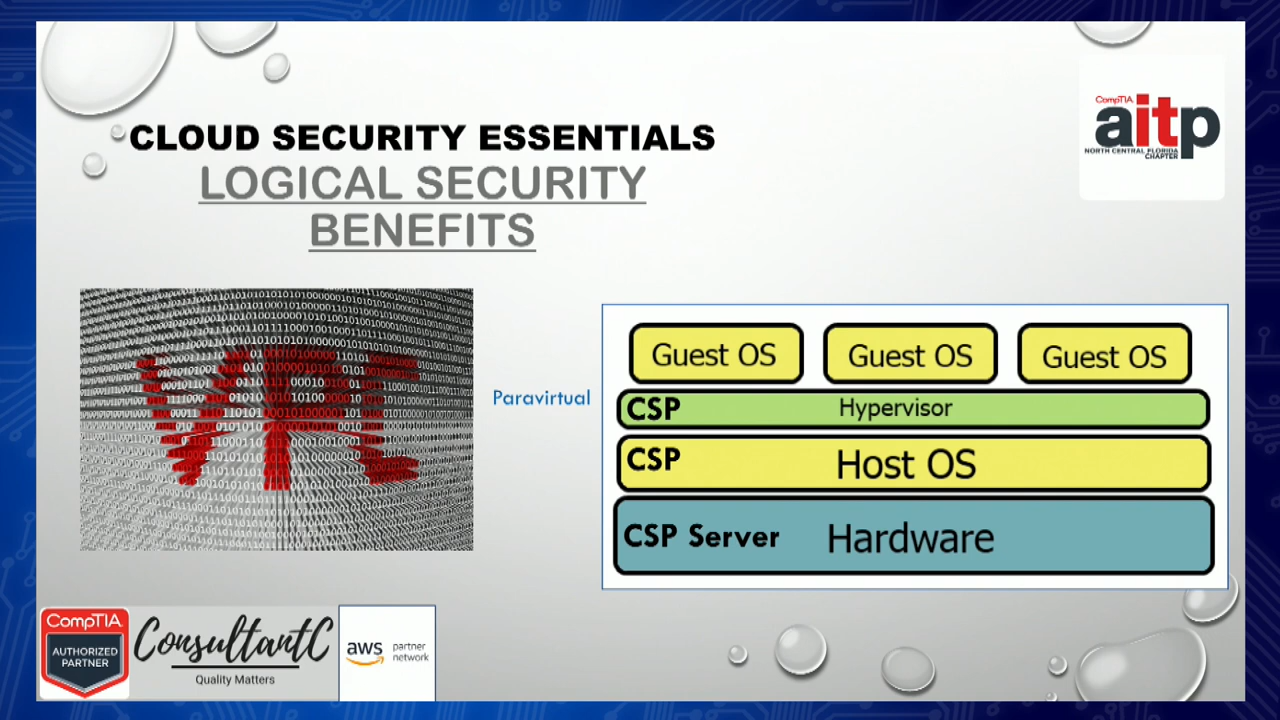 CLOUD SECURITY ESSENTIALS
LOGICAL SECURITY
BENEFITS
CompTIA
aitp
NORTH CENTRAL FLORIDA
CHAPTER
Paravirtual
Guest OS Guest OS Guest OS
CSP Hypervisor
CSP Host OS
CSP Server Hardware
CompTIA
AUTHORIZED
PARTNER
ConsultantC
Quality Matters
aws partner
network